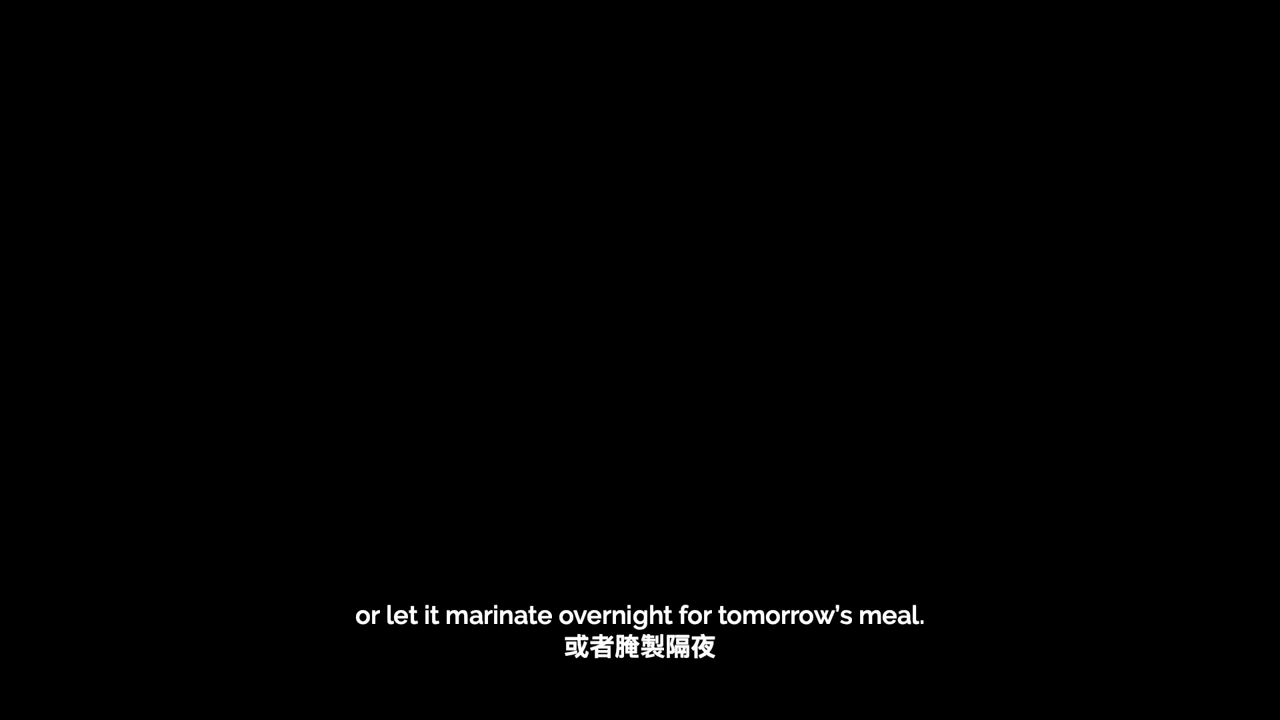 or let it marinate overnight for tomorrow’s meal.
或者腌製隔夜